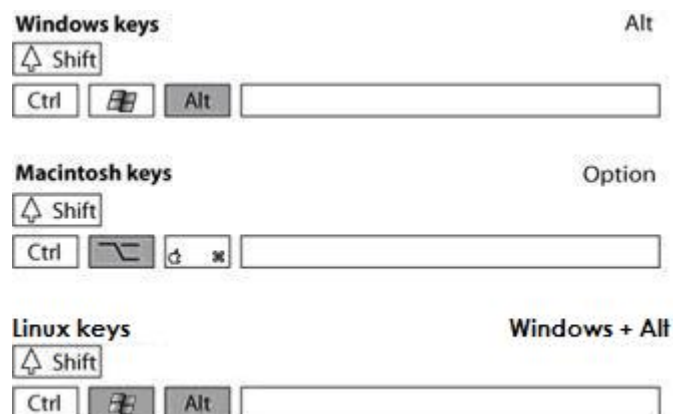 Windows keys Alt
Shift
Ctrl Alt
Macintosh keys Option
Shift
Ctrl ⌥ ⌘
Linux keys Windows + Alt
Shift
Ctrl Alt